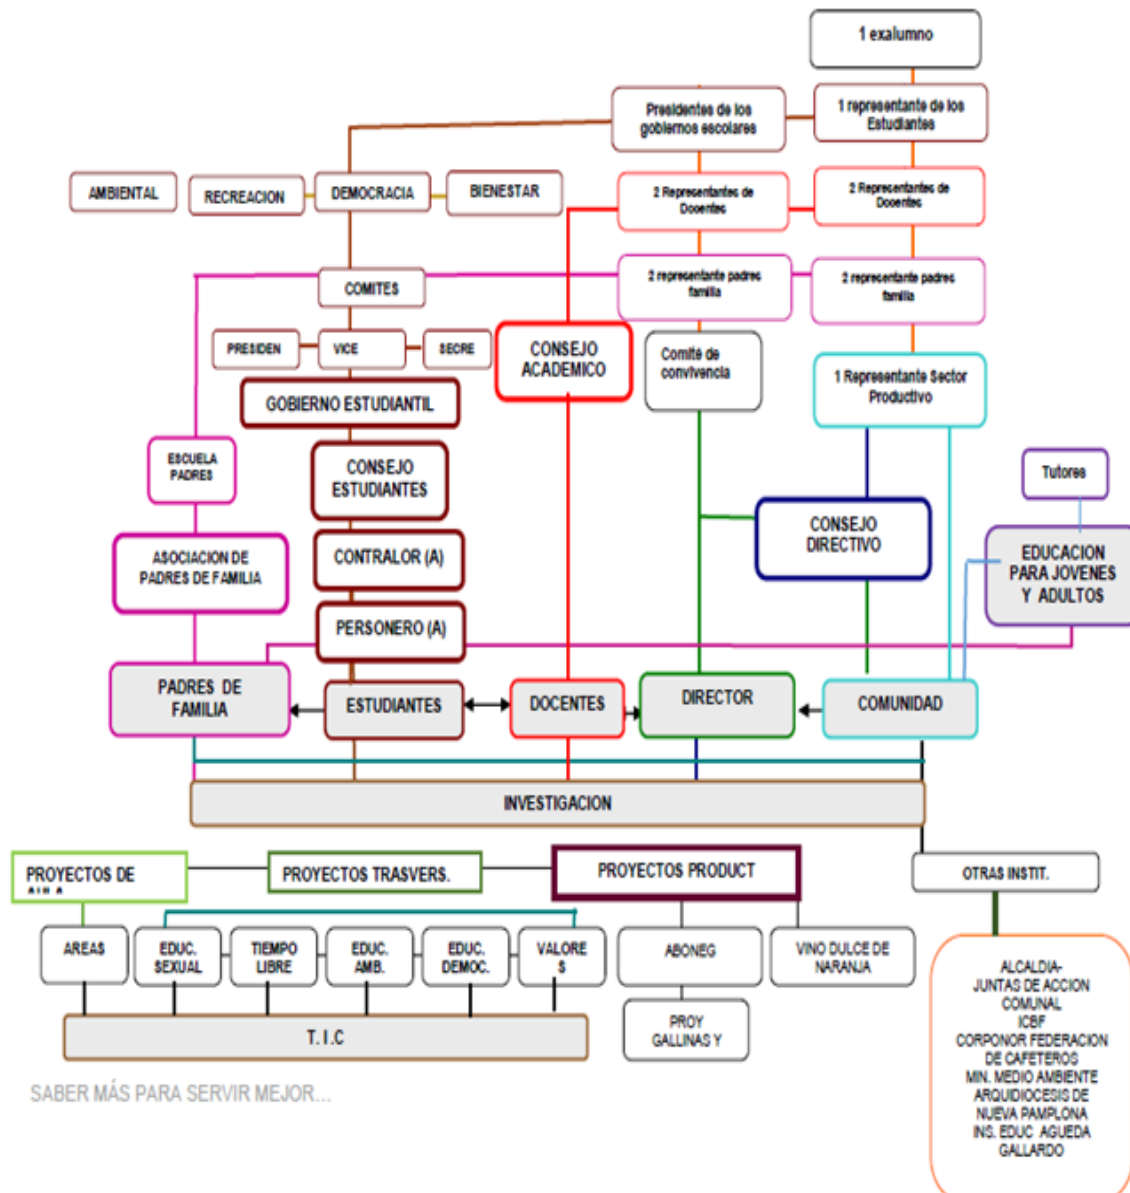 1 exalumno
Presidentes de los
gobiernos escolares
1 representante de los
Estudiantes
AMBIENTAL
RECREACION
DEMOCRACIA
BIENESTAR
2 Representantes de
Docentes
2 Representantes de
Docentes
COMITES
2 representante padres
familia
2 representante padres
familia
PRESIDEN
VICE
SECRE
CONSEJO
ACADEMICO
Comité de
convivencia
1 Representante Sector
Productivo
GOBIERNO ESTUDIANTIL
ESCUELA
PADRES
CONSEJO
ESTUDIANTES
Tutores
CONSEJO
DIRECTIVO
ASOCIACION DE
PADRES DE FAMILIA
CONTRALOR (A)
EDUCACION
PARA JOVENES
Y ADULTOS
PERSONERO (A)
PADRES DE
FAMILIA
ESTUDIANTES
DOCENTES
DIRECTOR
COMUNIDAD
INVESTIGACION
PROYECTOS DE
PROYECTOS TRASVERS.
PROYECTOS PRODUCT
OTRAS INSTIT.
AREAS
EDUC.
SEXUAL
TIEMPO
LIBRE
EDUC.
AMB.
EDUC.
DEMOC.
VALORE
S
ABONEG
VINO DULCE DE
NARANJA
PROY
GALLINAS Y
T. I. C
ALCALDIA-
JUNTAS DE ACCION
COMUNAL
ICBF
CORPONOR FEDERACION
DE CAFETEROS
MIN. MEDIO AMBIENTE
ARQUIDIOCESIS DE
NUEVA PAMPLONA
INS. EDUC AGUEDA
GALLARDO
SABER MÁS PARA SERVIR MEJOR...